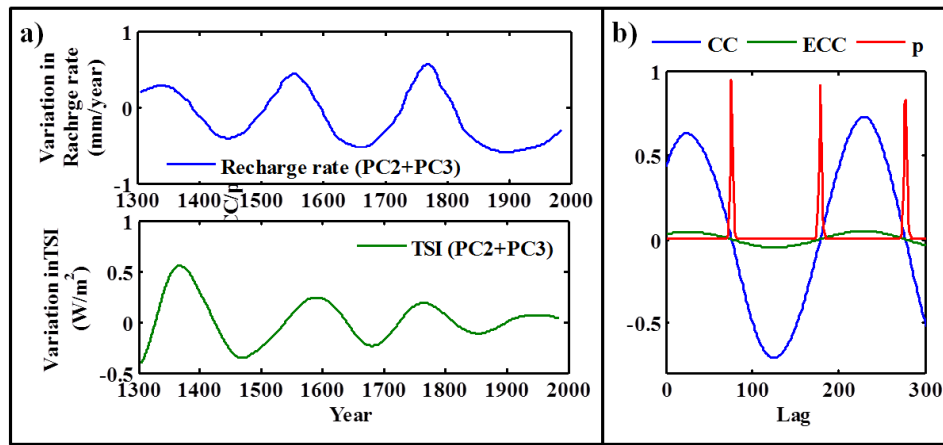 a)
Variation in
Rachrge rate
(mm/year)
1
0
-1
Recharge rate (PC2+PC3)
1300 1400 1500 1600 1700 1800 1900 2000
CC/p
Variation inTSI
(W/m²)
0.5
0
-0.5
TSI (PC2+PC3)
1300 1400 1500 1600 1700 1800 1900 2000
Year
b)
CC ECC p
1
0.5
0
-0.5
0 100 200 300
Lag